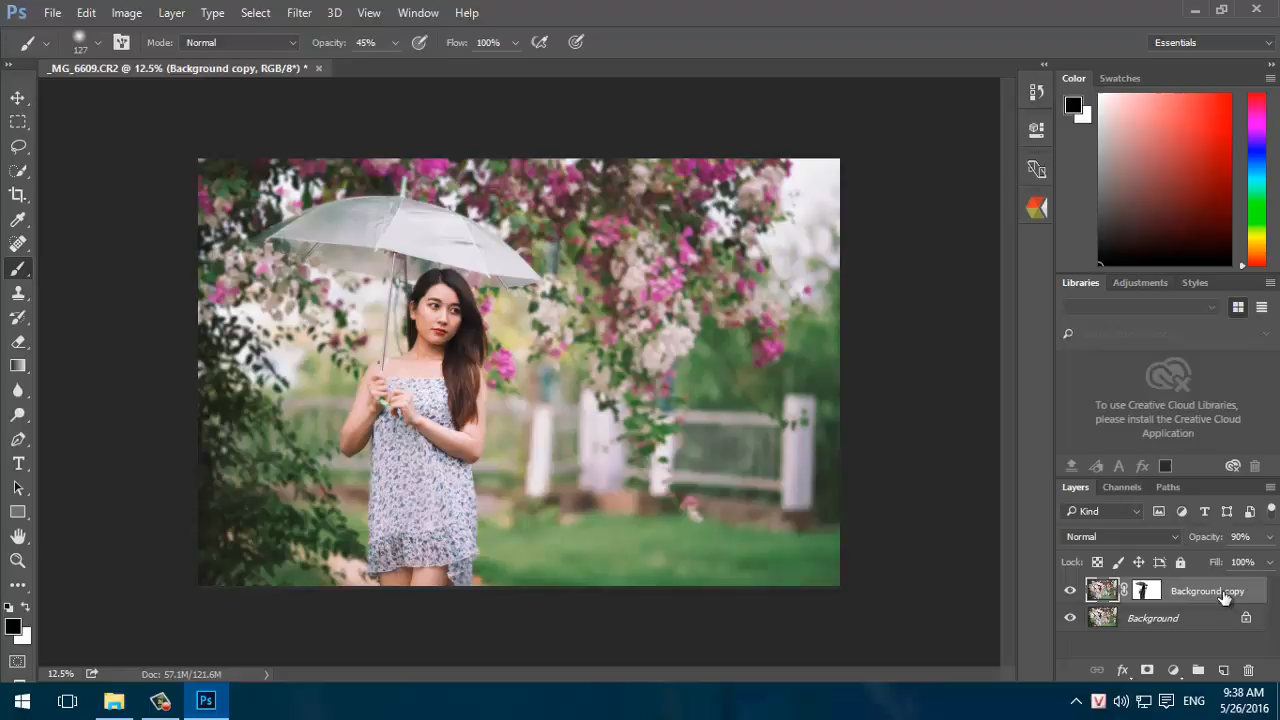 Ps File Edit Image Layer Type Select Filter 3D View Window Help
127 Mode: Normal Opacity: 45% Flow: 100% Essentials
_MG_6609.CR2 @ 12.5% (Background copy, RGB/8*) *
Color Swatches
Libraries Adjustments Styles
To use Creative Cloud Libraries,
please install the Creative Cloud
Application
Layers Channels Paths
Kind
Normal Opacity: 90%
Lock: Fill: 100%
Background copy
Background
12.5% Doc: 57.1M/121.6M
Ps V ENG 9:38 AM
5/26/2016